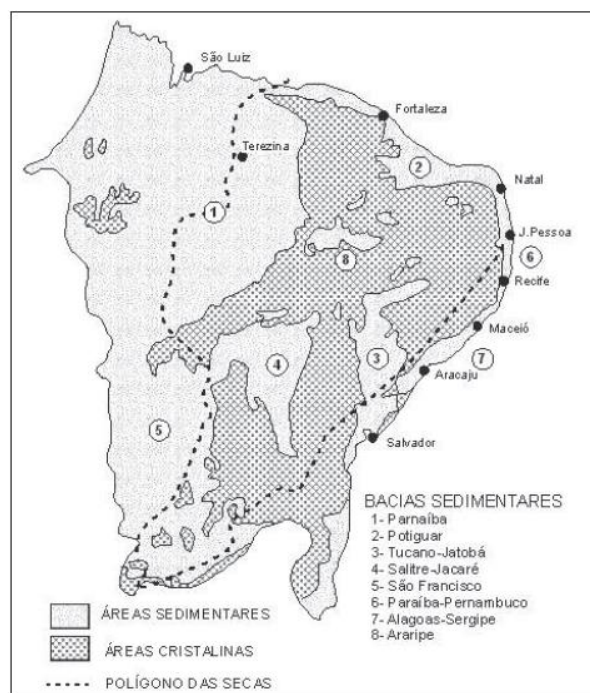 São Luiz
Fortaleza
Terezina
2
Natal
1
J.Pessoa
8
6
Recife
Maceió
4
3
7
Aracaju
5
Salvador
BACIAS SEDIMENTARES
1- Parnaíba
2- Potiguar
3- Tucano-Jatobá
4- Salitre-Jacaré
5- São Francisco
6- Paraíba-Pernambuco
7- Alagoas-Sergipe
8- Araripe
ÁREAS SEDIMENTARES
ÁREAS CRISTALINAS
POLÍGONO DAS SECAS